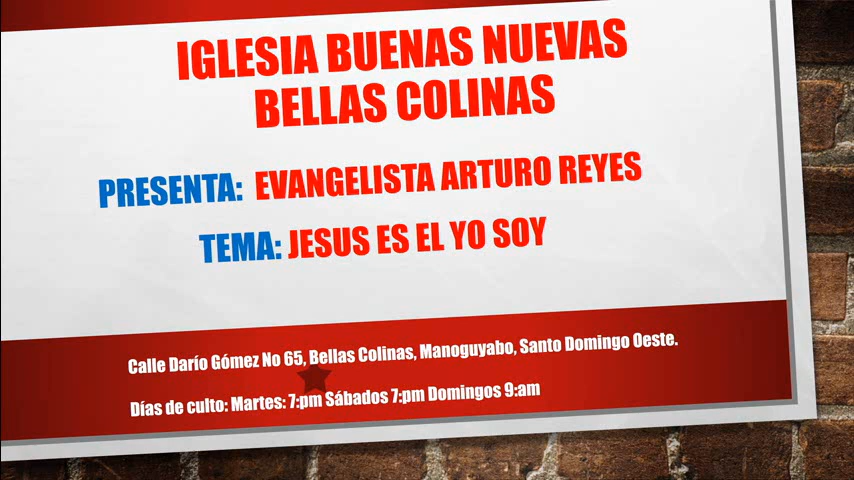 IGLESIA BUENAS NUEVAS
BELLAS COLINAS
PRESENTA: EVANGELISTA ARTURO REYES
TEMA: JESUS ES EL YO SOY
Calle Darío Gómez No 65, Bellas Colinas, Manoguyabo, Santo Domingo Oeste.
Días de culto: Martes: 7:pm Sábados 7:pm Domingos 9:am